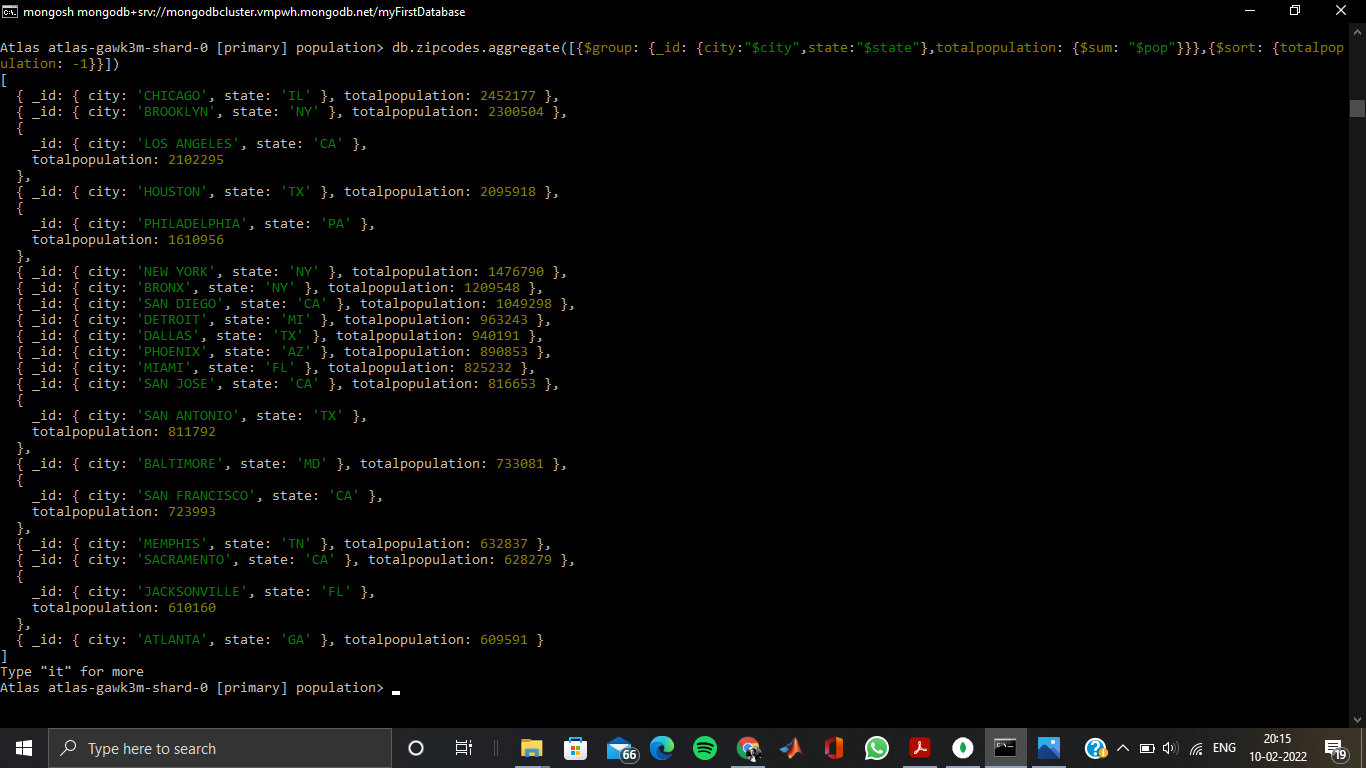 mongosh mongodb+srv://mongodbcluster.vmpwh.mongodb.net/myFirstDatabase
Atlas atlas-gawk3m-shard-0 [primary] population> db.zipcodes.aggregate([{$group: {_id: {city:"$city",state:"$state"},totalpopulation: {$sum: "$pop"}}},{$sort: {totalpop
ulation: -1}}])
[
  { _id: { city: 'CHICAGO', state: 'IL' }, totalpopulation: 2452177 },
  { _id: { city: 'BROOKLYN', state: 'NY' }, totalpopulation: 2300504 },
  {
    _id: { city: 'LOS ANGELES', state: 'CA' },
    totalpopulation: 2102295
  },
  { _id: { city: 'HOUSTON', state: 'TX' }, totalpopulation: 2095918 },
  {
    _id: { city: 'PHILADELPHIA', state: 'PA' },
    totalpopulation: 1610956
  },
  { _id: { city: 'NEW YORK', state: 'NY' }, totalpopulation: 1476790 },
  { _id: { city: 'BRONX', state: 'NY' }, totalpopulation: 1209548 },
  { _id: { city: 'SAN DIEGO', state: 'CA' }, totalpopulation: 1049298 },
  { _id: { city: 'DETROIT', state: 'MI' }, totalpopulation: 963243 },
  { _id: { city: 'DALLAS', state: 'TX' }, totalpopulation: 940191 },
  { _id: { city: 'PHOENIX', state: 'AZ' }, totalpopulation: 890853 },
  { _id: { city: 'MIAMI', state: 'FL' }, totalpopulation: 825232 },
  { _id: { city: 'SAN JOSE', state: 'CA' }, totalpopulation: 816653 },
  {
    _id: { city: 'SAN ANTONIO', state: 'TX' },
    totalpopulation: 811792
  },
  { _id: { city: 'BALTIMORE', state: 'MD' }, totalpopulation: 733081 },
  {
    _id: { city: 'SAN FRANCISCO', state: 'CA' },
    totalpopulation: 723993
  },
  { _id: { city: 'MEMPHIS', state: 'TN' }, totalpopulation: 632837 },
  { _id: { city: 'SACRAMENTO', state: 'CA' }, totalpopulation: 628279 },
  {
    _id: { city: 'JACKSONVILLE', state: 'FL' },
    totalpopulation: 610160
  },
  { _id: { city: 'ATLANTA', state: 'GA' }, totalpopulation: 609591 }
]
Type "it" for more
Atlas atlas-gawk3m-shard-0 [primary] population>
Type here to search
66
ENG
20:15
10-02-2022
19